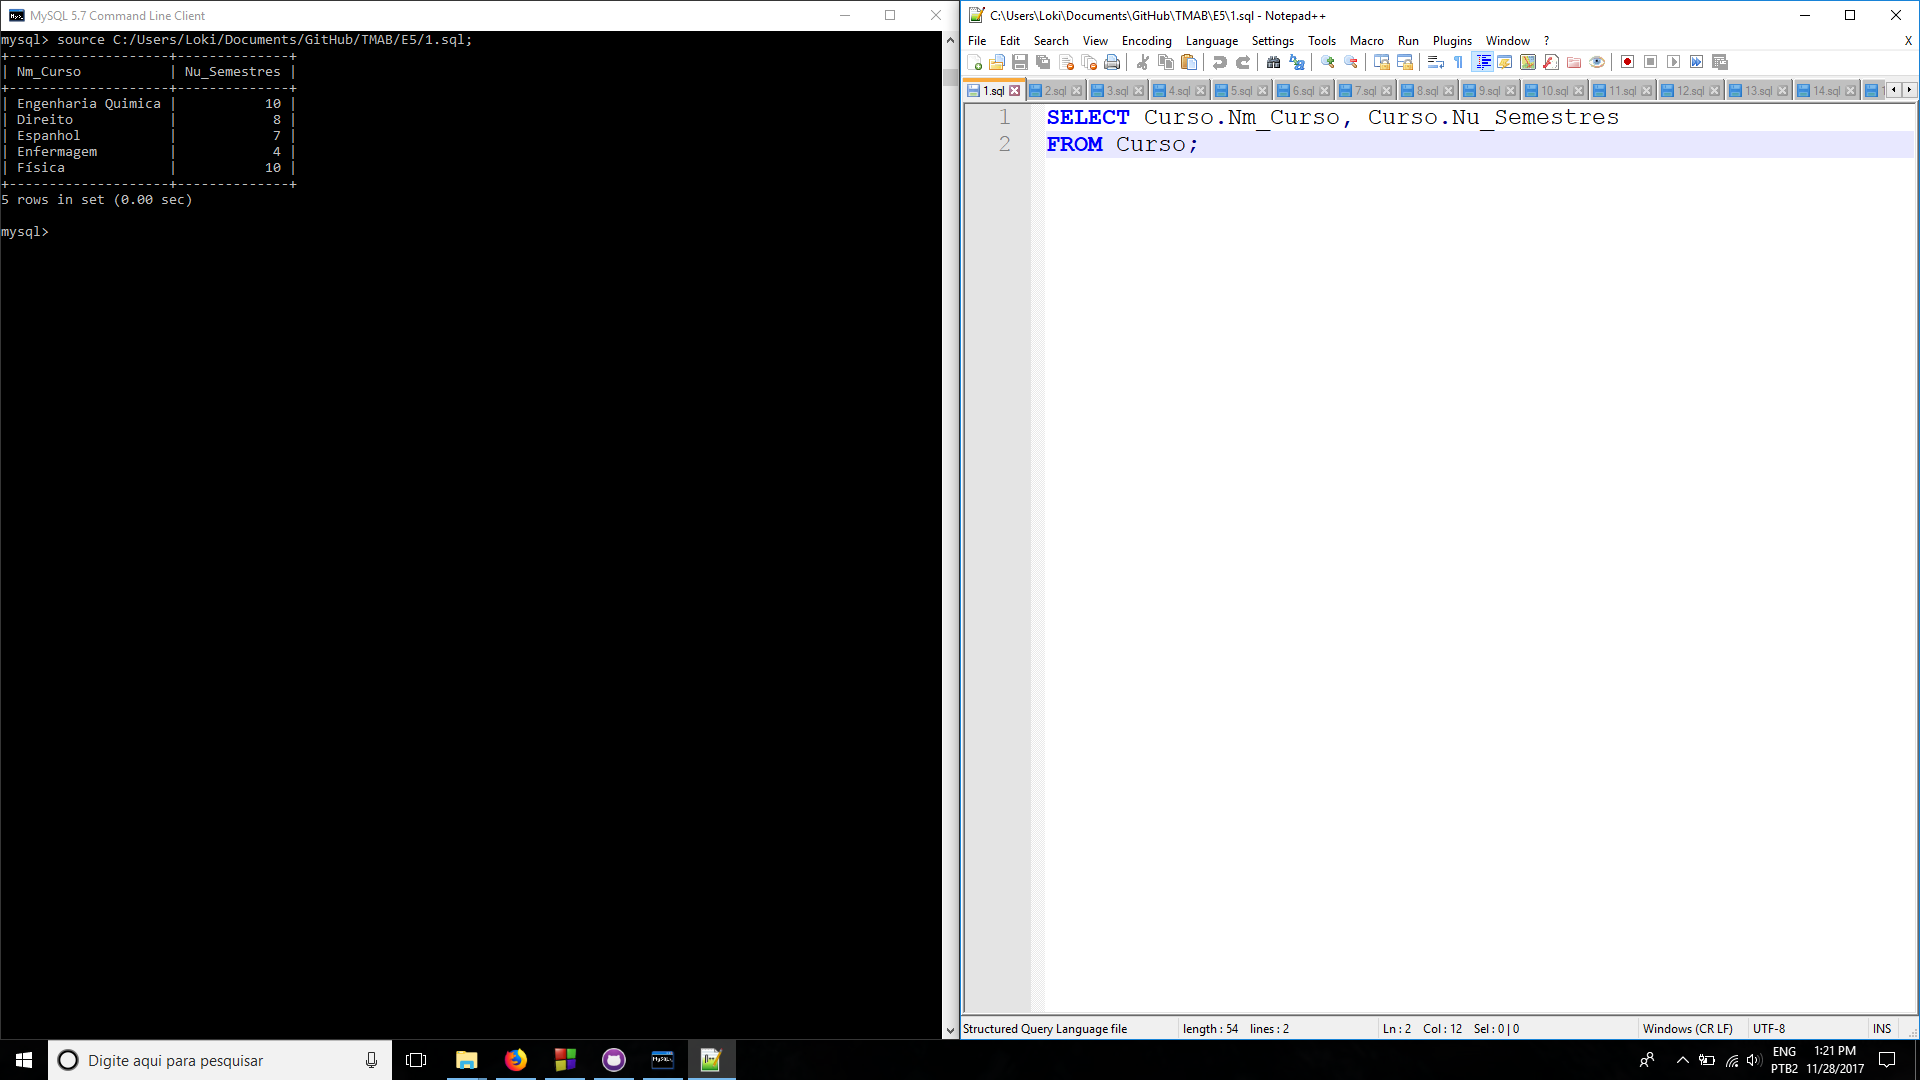 MySQL 5.7 Command Line Client
mysql> source C:/Users/Loki/Documents/GitHub/TMAB/E5/1.sql;
+--------------------+--------------+
| Nm_Curso           | Nu_Semestres |
+--------------------+--------------+
| Engenharia Quimica |           10 |
| Direito            |            8 |
| Espanhol           |            7 |
| Enfermagem         |            4 |
| Física             |           10 |
+--------------------+--------------+
5 rows in set (0.00 sec)
mysql>
C:\Users\Loki\Documents\GitHub\TMAB\E5\1.sql - Notepad++
File Edit Search View Encoding Language Settings Tools Macro Run Plugins Window ? X
1.sql 2.sql 3.sql 4.sql 5.sql 6.sql 7.sql 8.sql 9.sql 10.sql 11.sql 12.sql 13.sql 14.sql
1 SELECT Curso.Nm_Curso, Curso.Nu_Semestres
2 FROM Curso;
Structured Query Language file length : 54 lines : 2 Ln : 2 Col : 12 Sel : 0 | 0 Windows (CR LF) UTF-8 INS
Digite aqui para pesquisar
ENG
PTB2
1:21 PM
11/28/2017